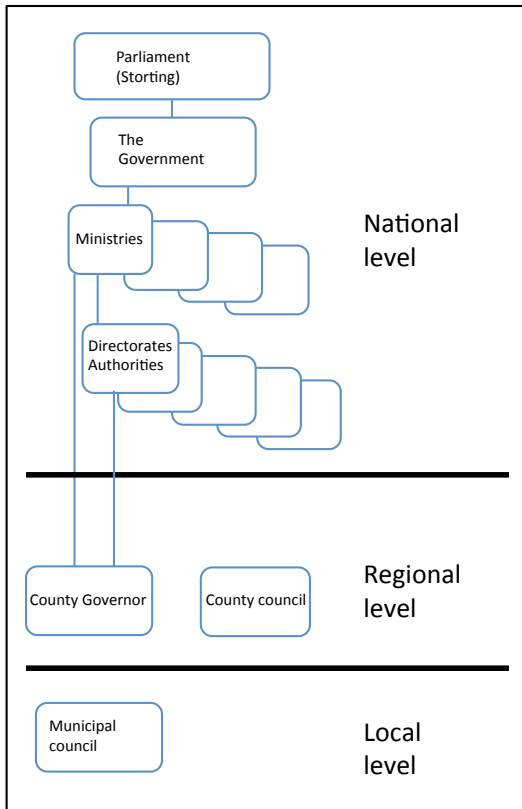 Parliament
(Storting)
The
Government
Ministries
National
level
Directorates
Authorities
County Governor
County council
Regional
level
Municipal
council
Local
level